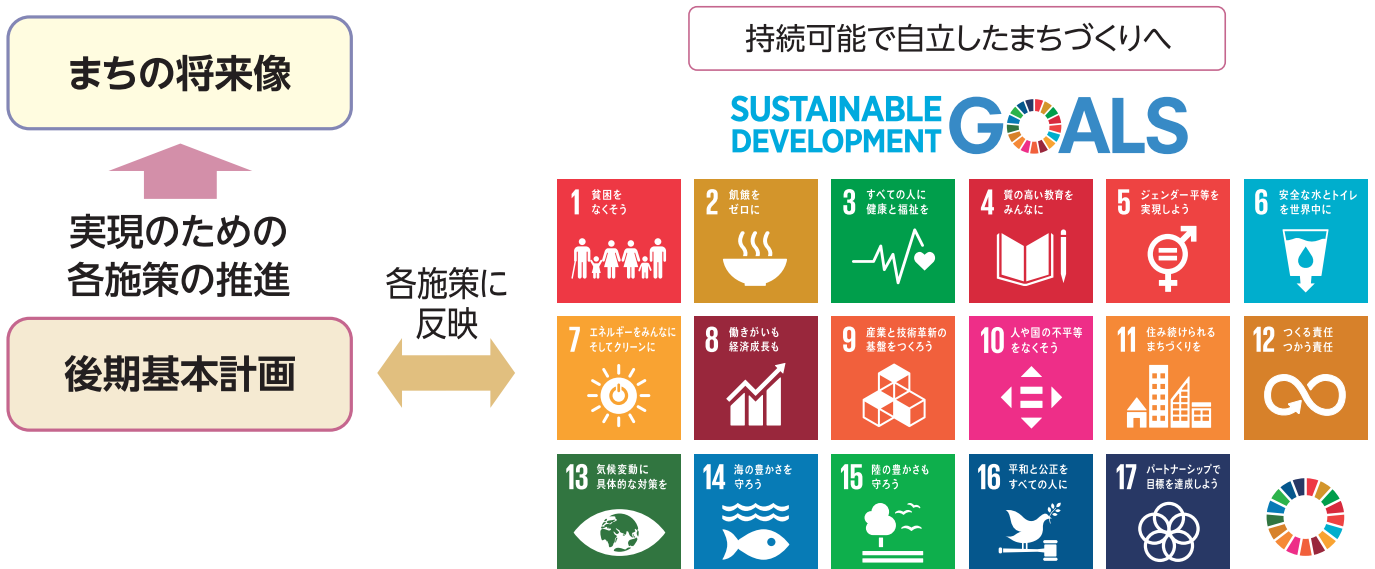 まちの将来像
実現のための
各施策の推進
後期基本計画
各施策に
反映
持続可能で自立したまちづくりへ
SUSTAINABLE
DEVELOPMENT
GOALS
1 貧困を
なくそう
2 飢餓を
ゼロに
3 すべての人に
健康と福祉を
4 質の高い教育を
みんなに
5 ジェンダー平等を
実現しよう
6 安全な水とトイレ
を世界中に
7 エネルギーをみんなに
そしてクリーンに
8 働きがいも
経済成長も
9 産業と技術革新の
基盤をつくろう
10 人や国の不平等
をなくそう
11 住み続けられる
まちづくりを
12 つくる責任
つかう責任
13 気候変動に
具体的な対策を
14 海の豊かさを
守ろう
15 陸の豊かさも
守ろう
16 平和と公正を
すべての人に
17 パートナーシップで
目標を達成しよう